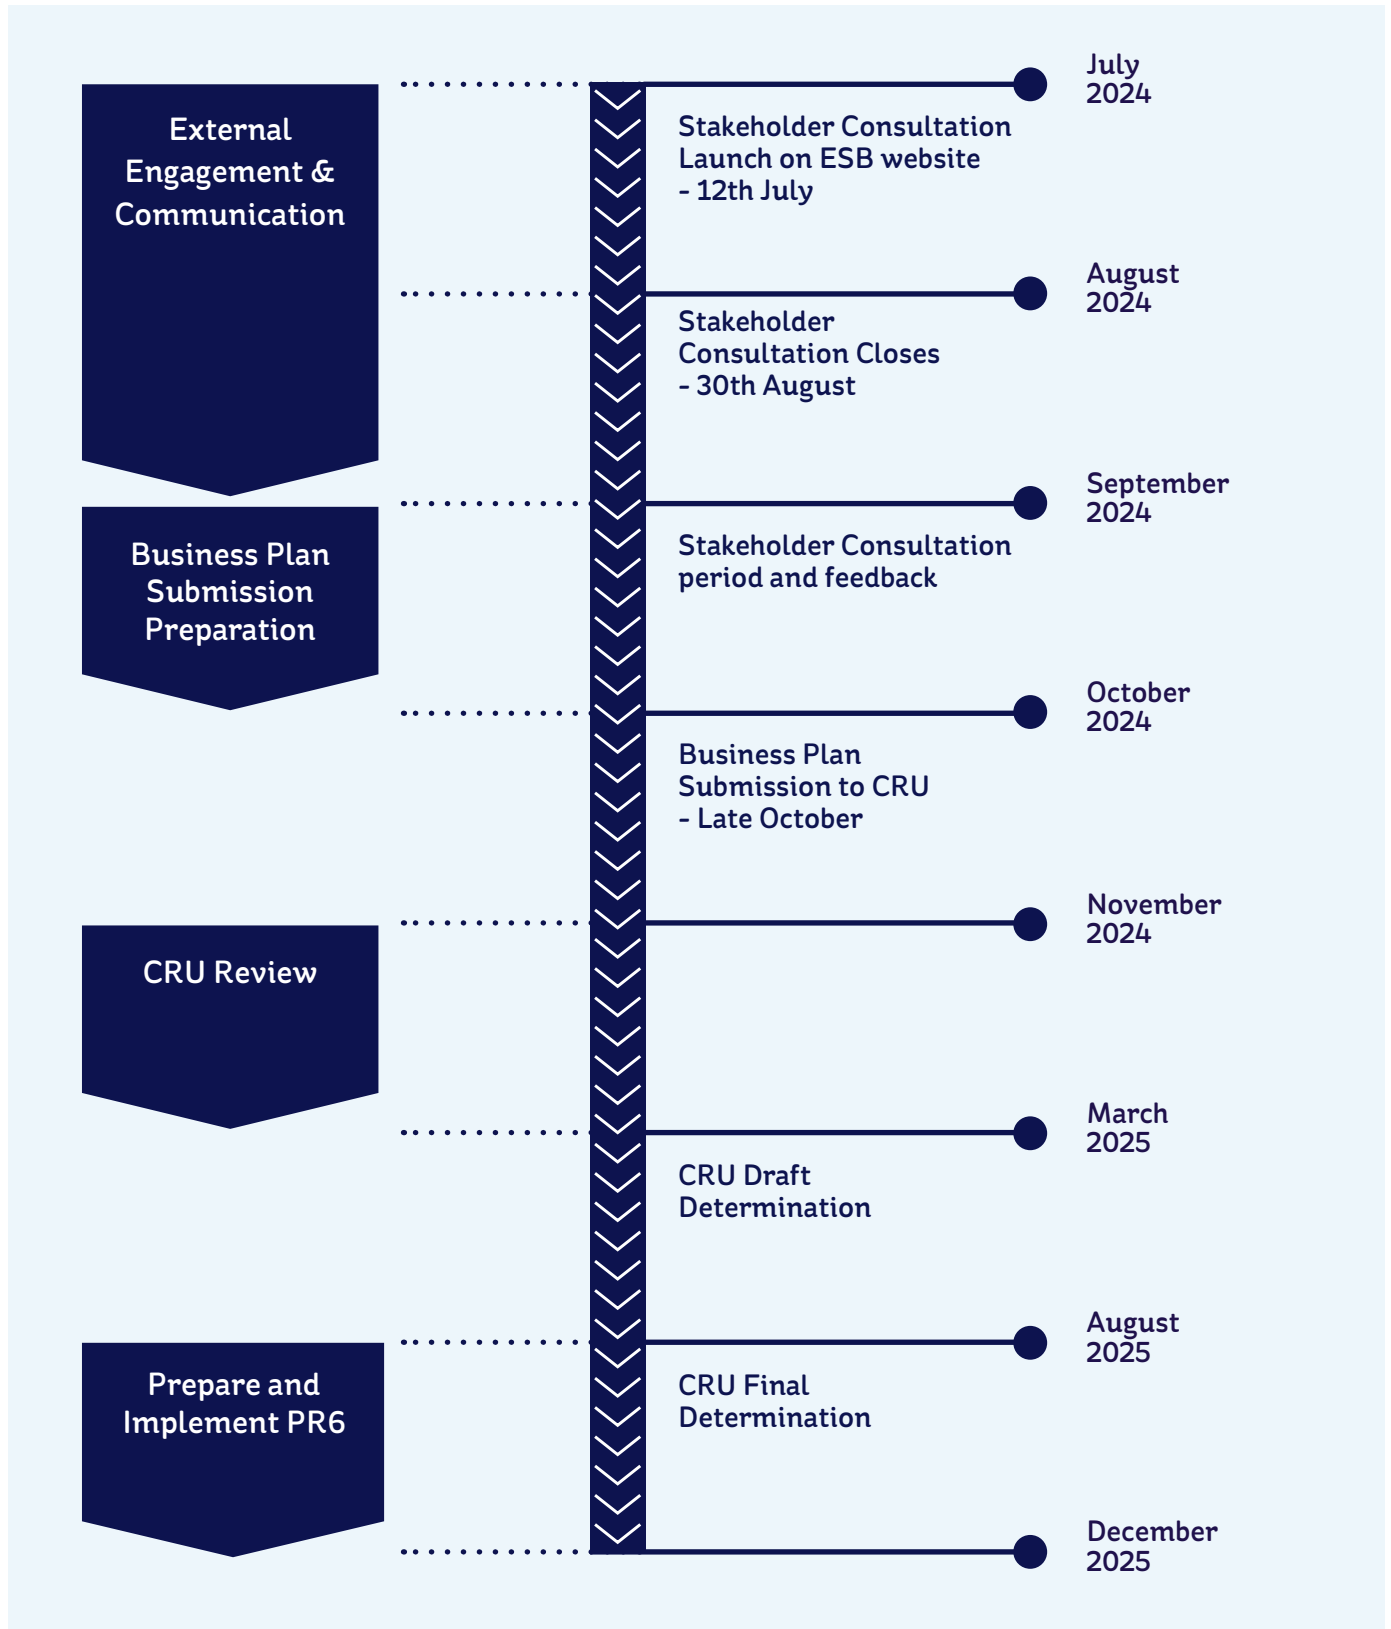 External
Engagement &
Communication
July
2024
Stakeholder Consultation
Launch on ESB website
- 12th July
August
2024
Stakeholder
Consultation Closes
- 30th August
September
2024
Business Plan
Submission
Preparation
Stakeholder Consultation
period and feedback
October
2024
Business Plan
Submission to CRU
- Late October
November
2024
CRU Review
March
2025
CRU Draft
Determination
August
2025
Prepare and
Implement PR6
CRU Final
Determination
December
2025